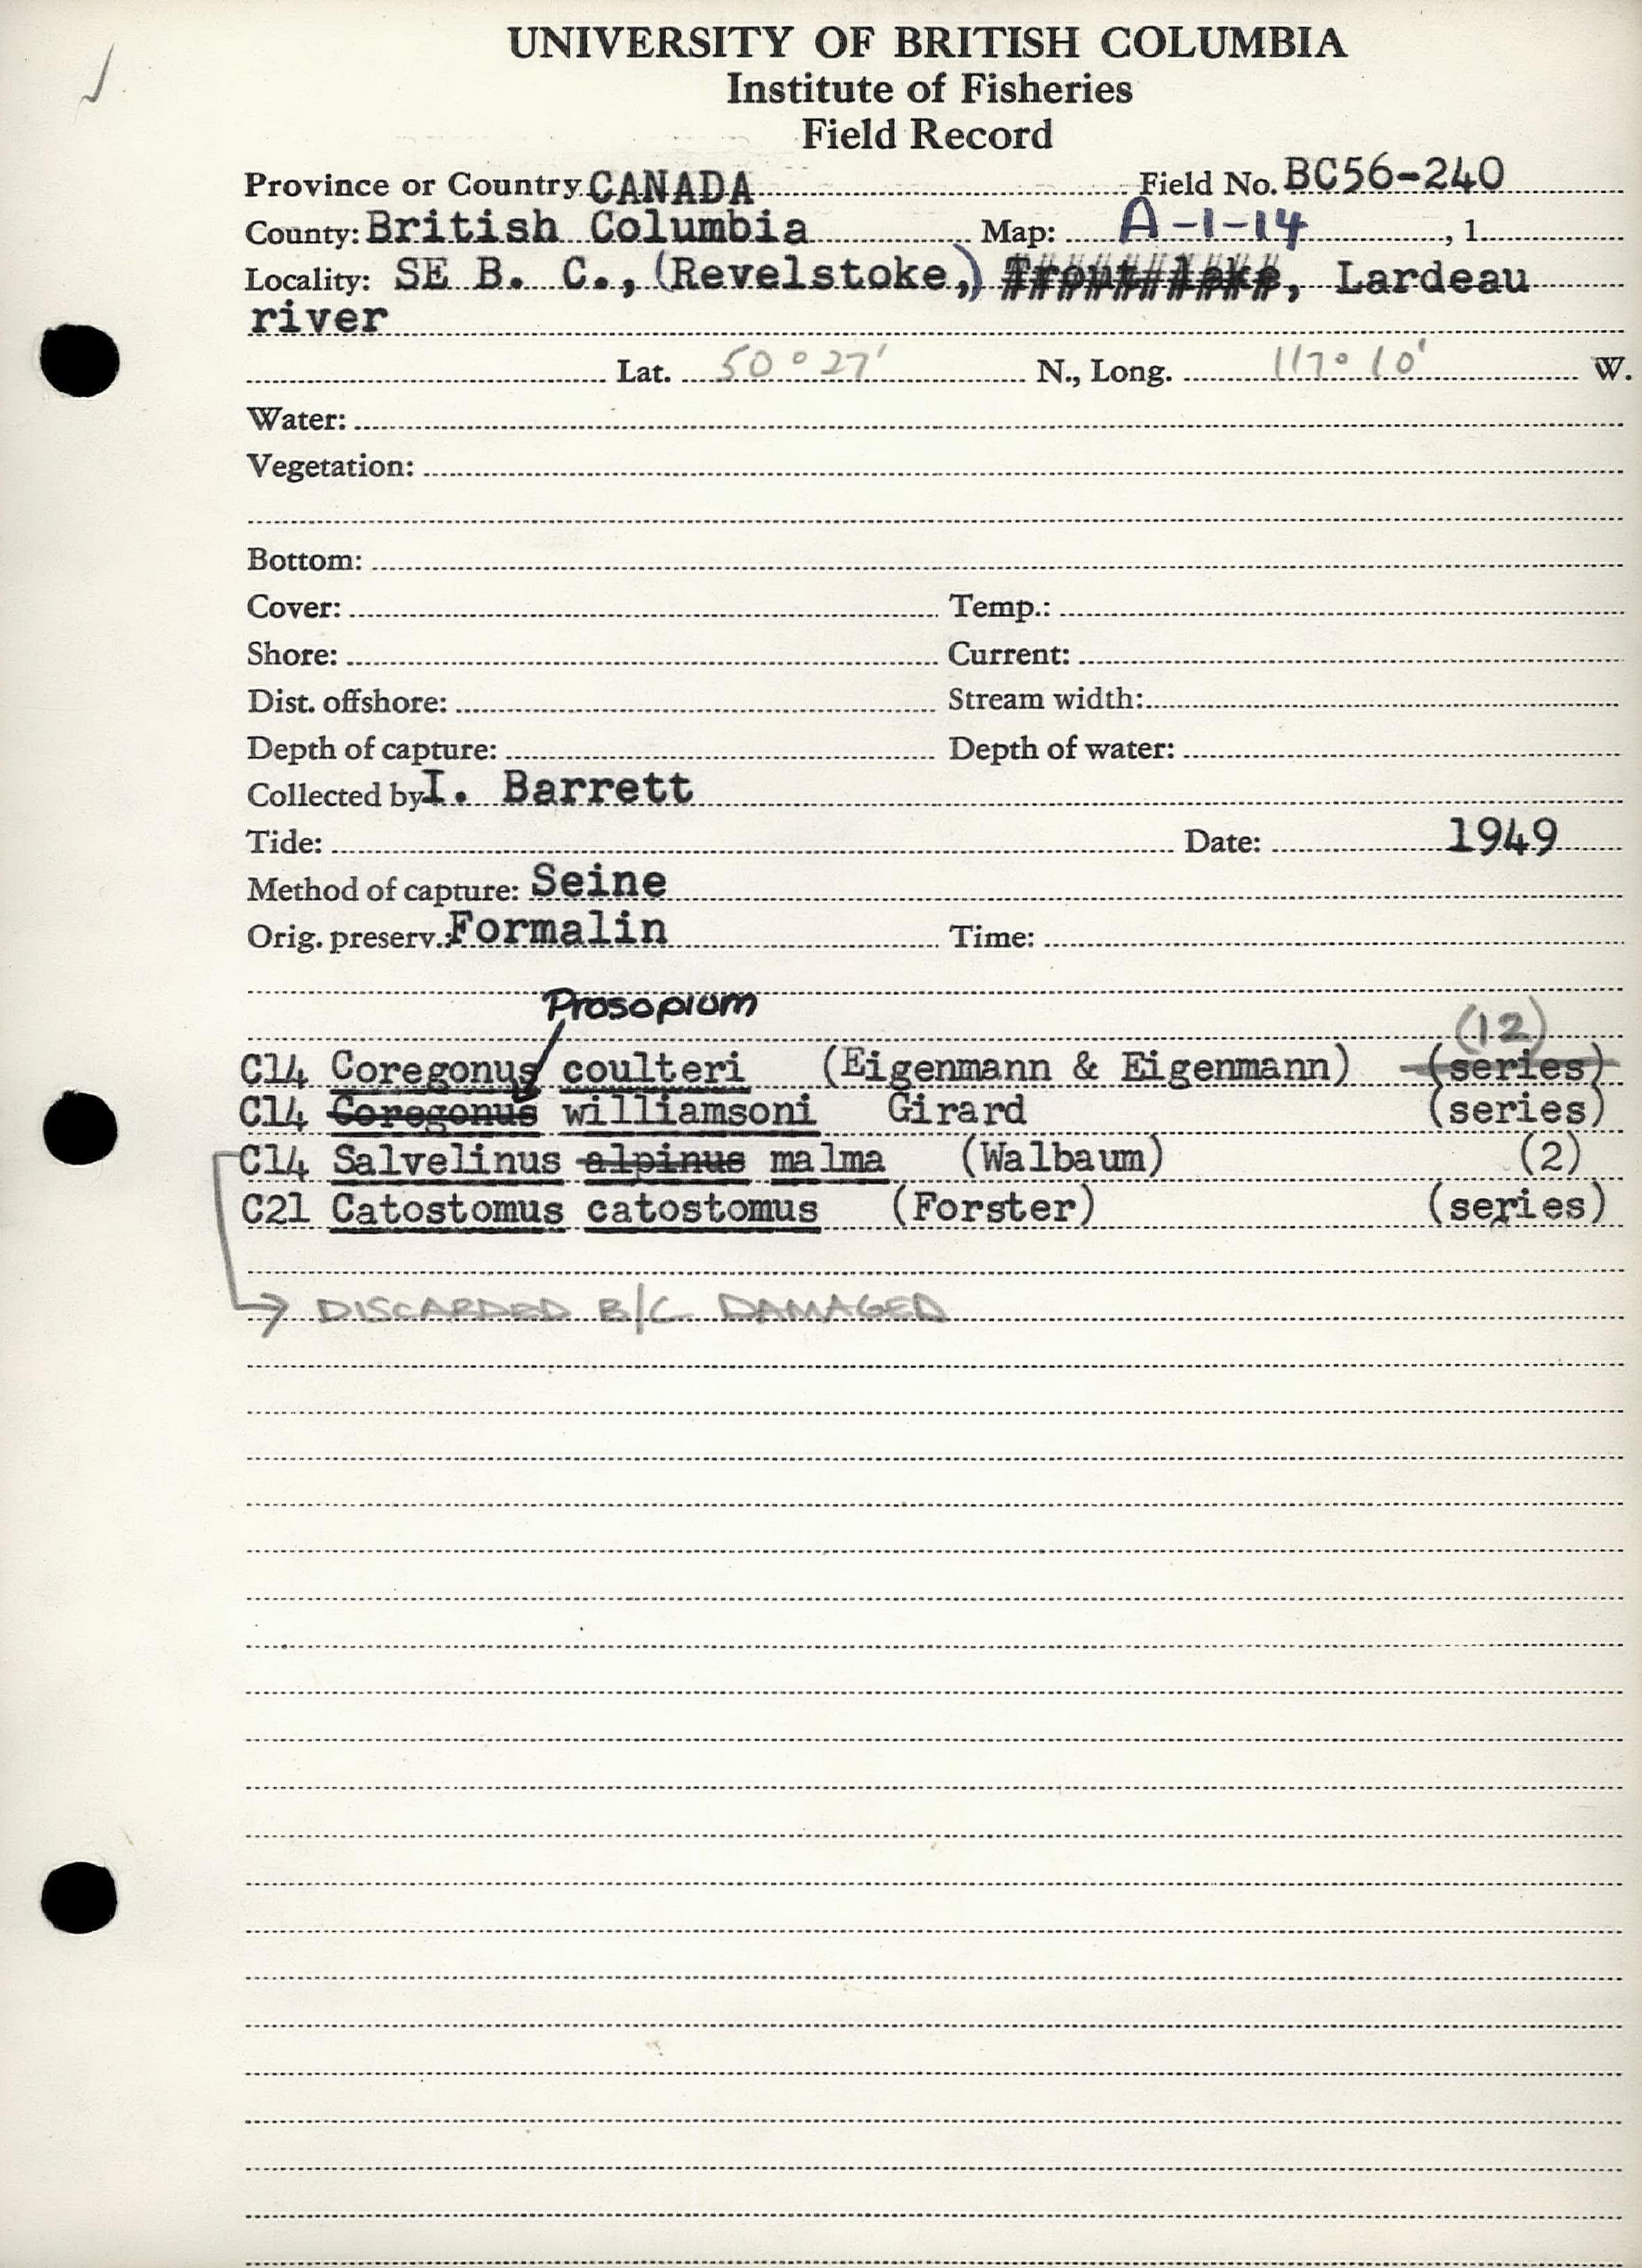 UNIVERSITY OF BRITISH COLUMBIA
Institute of Fisheries
Field Record
Province or Country CANADA Field No. BC56-240
County: British Columbia Map: A-1-14, 1
Locality: SE B. C., (Revelstoke,) Trout lake, Lardeau
river
Lat. 50° 27' N., Long. 117° 10' W.
Water:
Vegetation:
Bottom:
Cover: Temp.:
Shore: Current:
Dist. offshore: Stream width:
Depth of capture: Depth of water:
Collected by I. Barrett
Tide: Date: 1949
Method of capture: Seine
Orig. preserv.: Formalin Time:
Prosopium
(12)
C14 Coregonus coulteri (Eigenmann & Eigenmann) (series)
C14 Coregonus williamsoni Girard (series)
C14 Salvelinus alpinus malma (Walbaum) (2)
C21 Catostomus catostomus (Forster) (series)
→ DISCARDED B/C DAMAGED